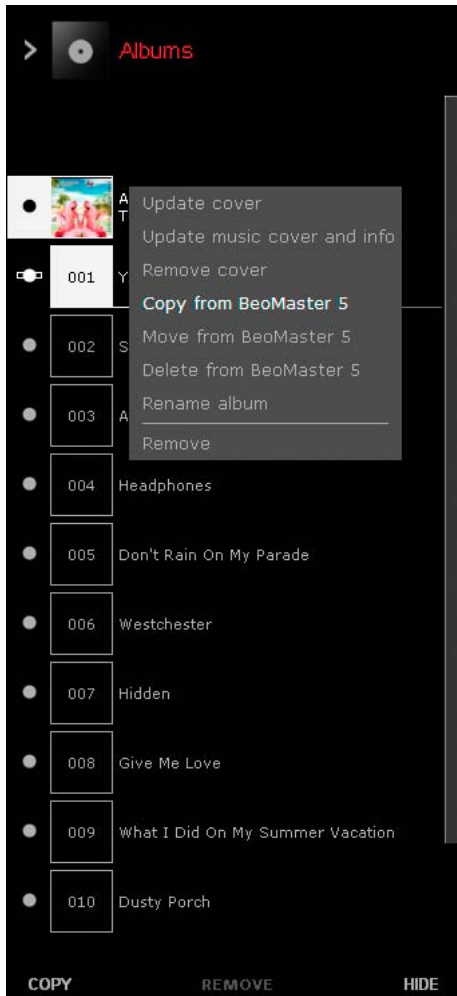 Albums
A
T
Update cover
Update music cover and info
Remove cover
Copy from BeoMaster 5
Move from BeoMaster 5
Delete from BeoMaster 5
Rename album
Remove
001 Y
002 S
003 A
004 Headphones
005 Don't Rain On My Parade
006 Westchester
007 Hidden
008 Give Me Love
009 What I Did On My Summer Vacation
010 Dusty Porch
COPY REMOVE HIDE